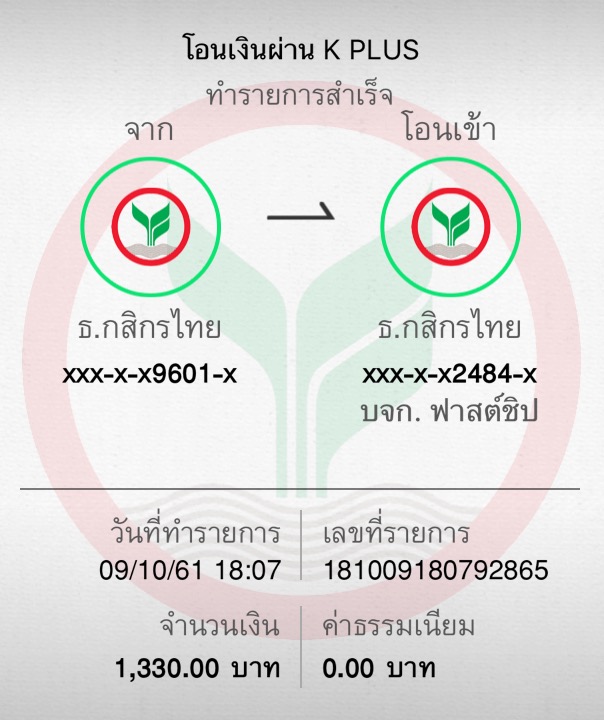 โอนเงินผ่าน K PLUS
ทำรายการสำเร็จ
จาก
โอนเข้า
ธ.กสิกรไทย
ธ.กสิกรไทย
xxx-x-x9601-x
xxx-x-x2484-x
บจก. ฟาสต์ชิป
วันที่ทำรายการ
เลขที่รายการ
09/10/61 18:07
181009180792865
จำนวนเงิน
ค่าธรรมเนียม
1,330.00 บาท
0.00 บาท